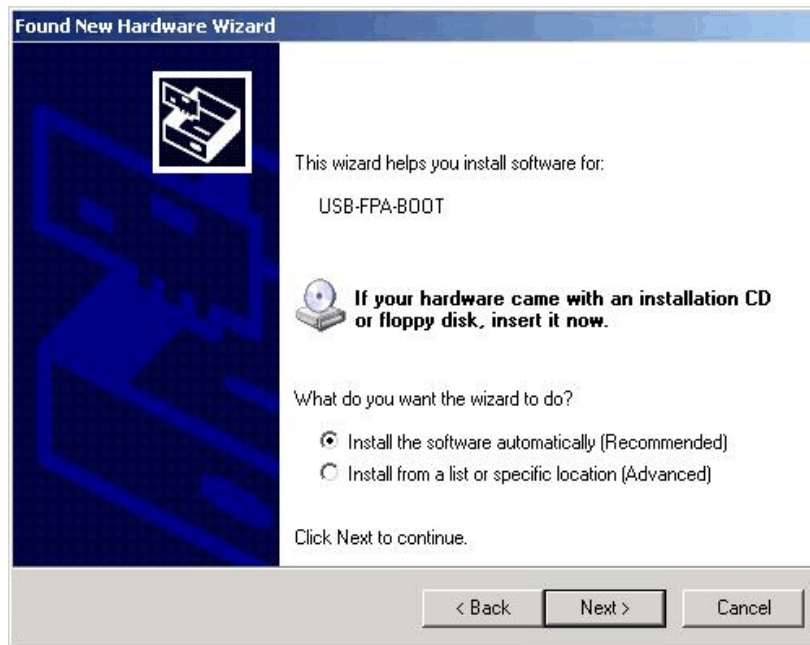 Found New Hardware Wizard
This wizard helps you install software for:
USB-FPA-BOOT
If your hardware came with an installation CD
or floppy disk, insert it now.
What do you want the wizard to do?
Install the software automatically (Recommended)
Install from a list or specific location (Advanced)
Click Next to continue.
< Back Next > Cancel